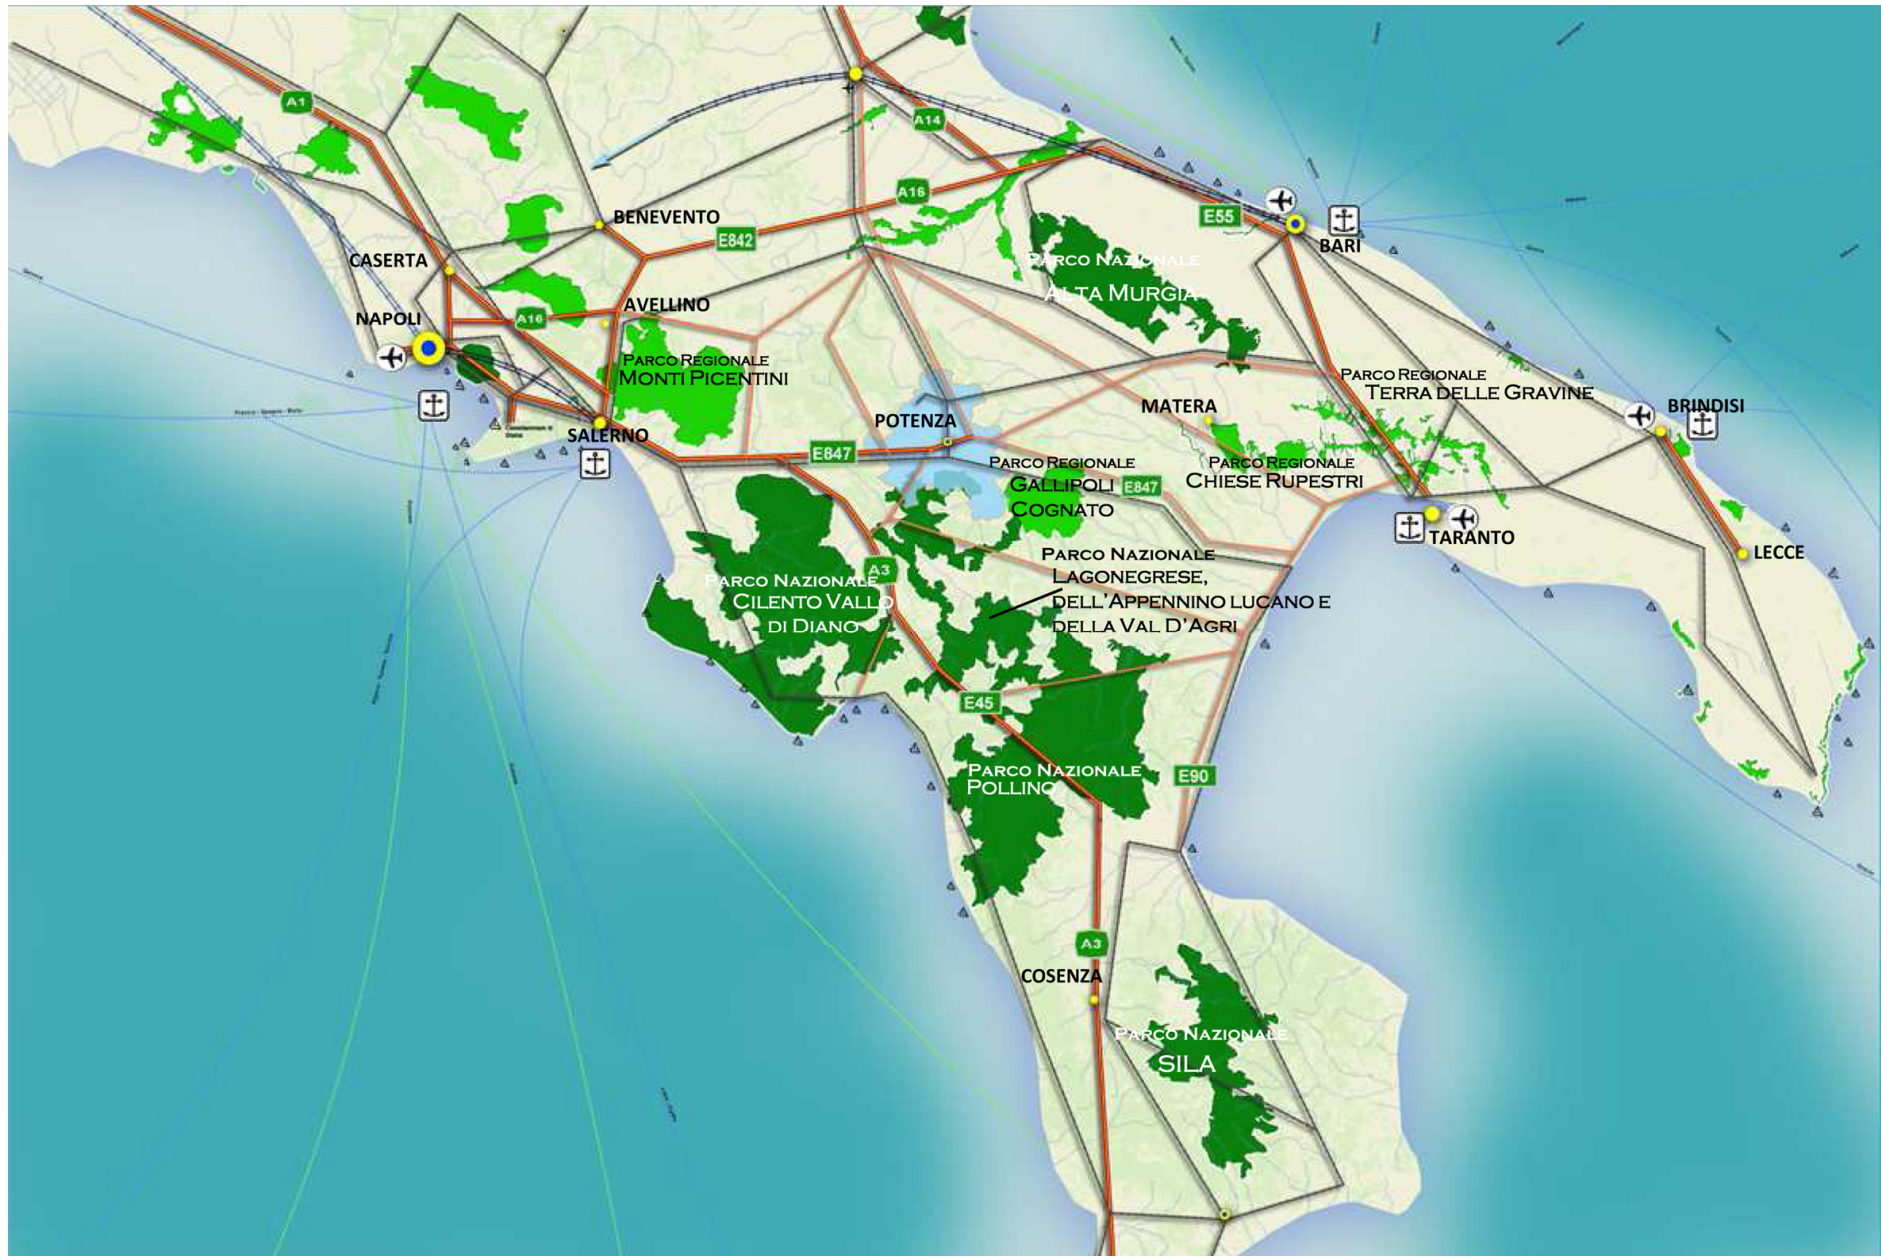 A1
A14
A16
BENEVENTO
E55
BARI
E842
CASERTA
PARCO NAZIONALE
ALTA MURGIA
AVELLINO
NAPOLI
A16
PARCO REGIONALE
MONTI PICENTINI
PARCO REGIONALE
TERRA DELLE GRAVINE
MATERA
BRINDISI
POTENZA
SALERNO
E847
PARCO REGIONALE
GALLIPOLI
COGNATO
E847
PARCO REGIONALE
CHIESE RUPESTRI
TARANTO
LECCE
A3
PARCO NAZIONALE
CILENTO VALLO
DI DIANO
PARCO NAZIONALE
LAGONEGRESE,
DELL'APPENNINO LUCANO E
DELLA VAL D'AGRI
E45
PARCO NAZIONALE
POLLINO
E90
A3
COSENZA
PARCO NAZIONALE
SILA